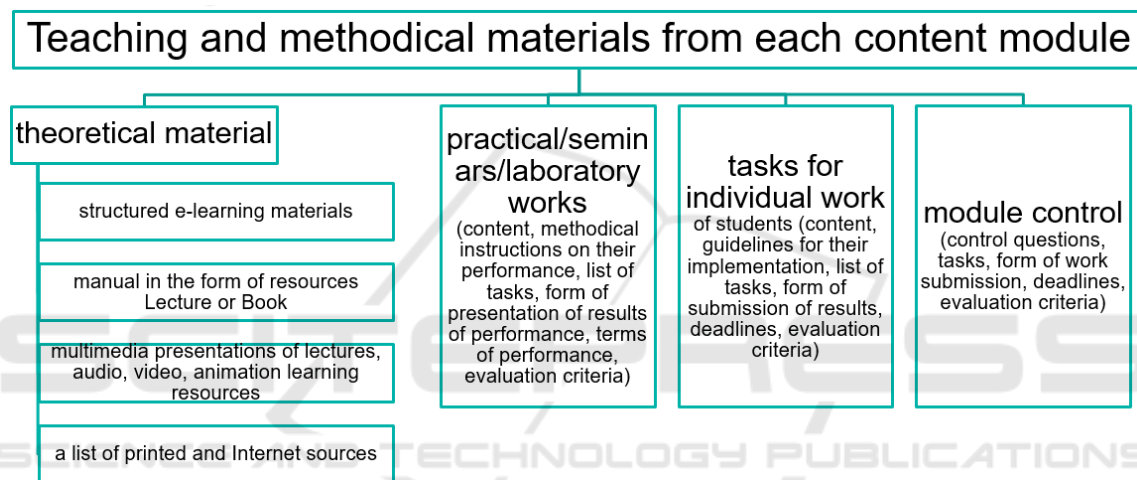 Teaching and methodical materials from each content module
theoretical material
structured e-learning materials
manual in the form of resources
Lecture or Book
multimedia presentations of lectures,
audio, video, animation learning
resources
a list of printed and Internet sources
practical/semin
ars/laboratory
works
(content, methodical
instructions on their
performance, list of
tasks, form of
presentation of results
of performance, terms
of performance,
evaluation criteria)
tasks for
individual work
of students (content,
guidelines for their
implementation, list of
tasks, form of
submission of results,
deadlines, evaluation
criteria)
module control
(control questions,
tasks, form of work
submission, deadlines,
evaluation criteria)
SCITEPRESS
SCIENCE AND TECHNOLOGY PUBLICATIONS